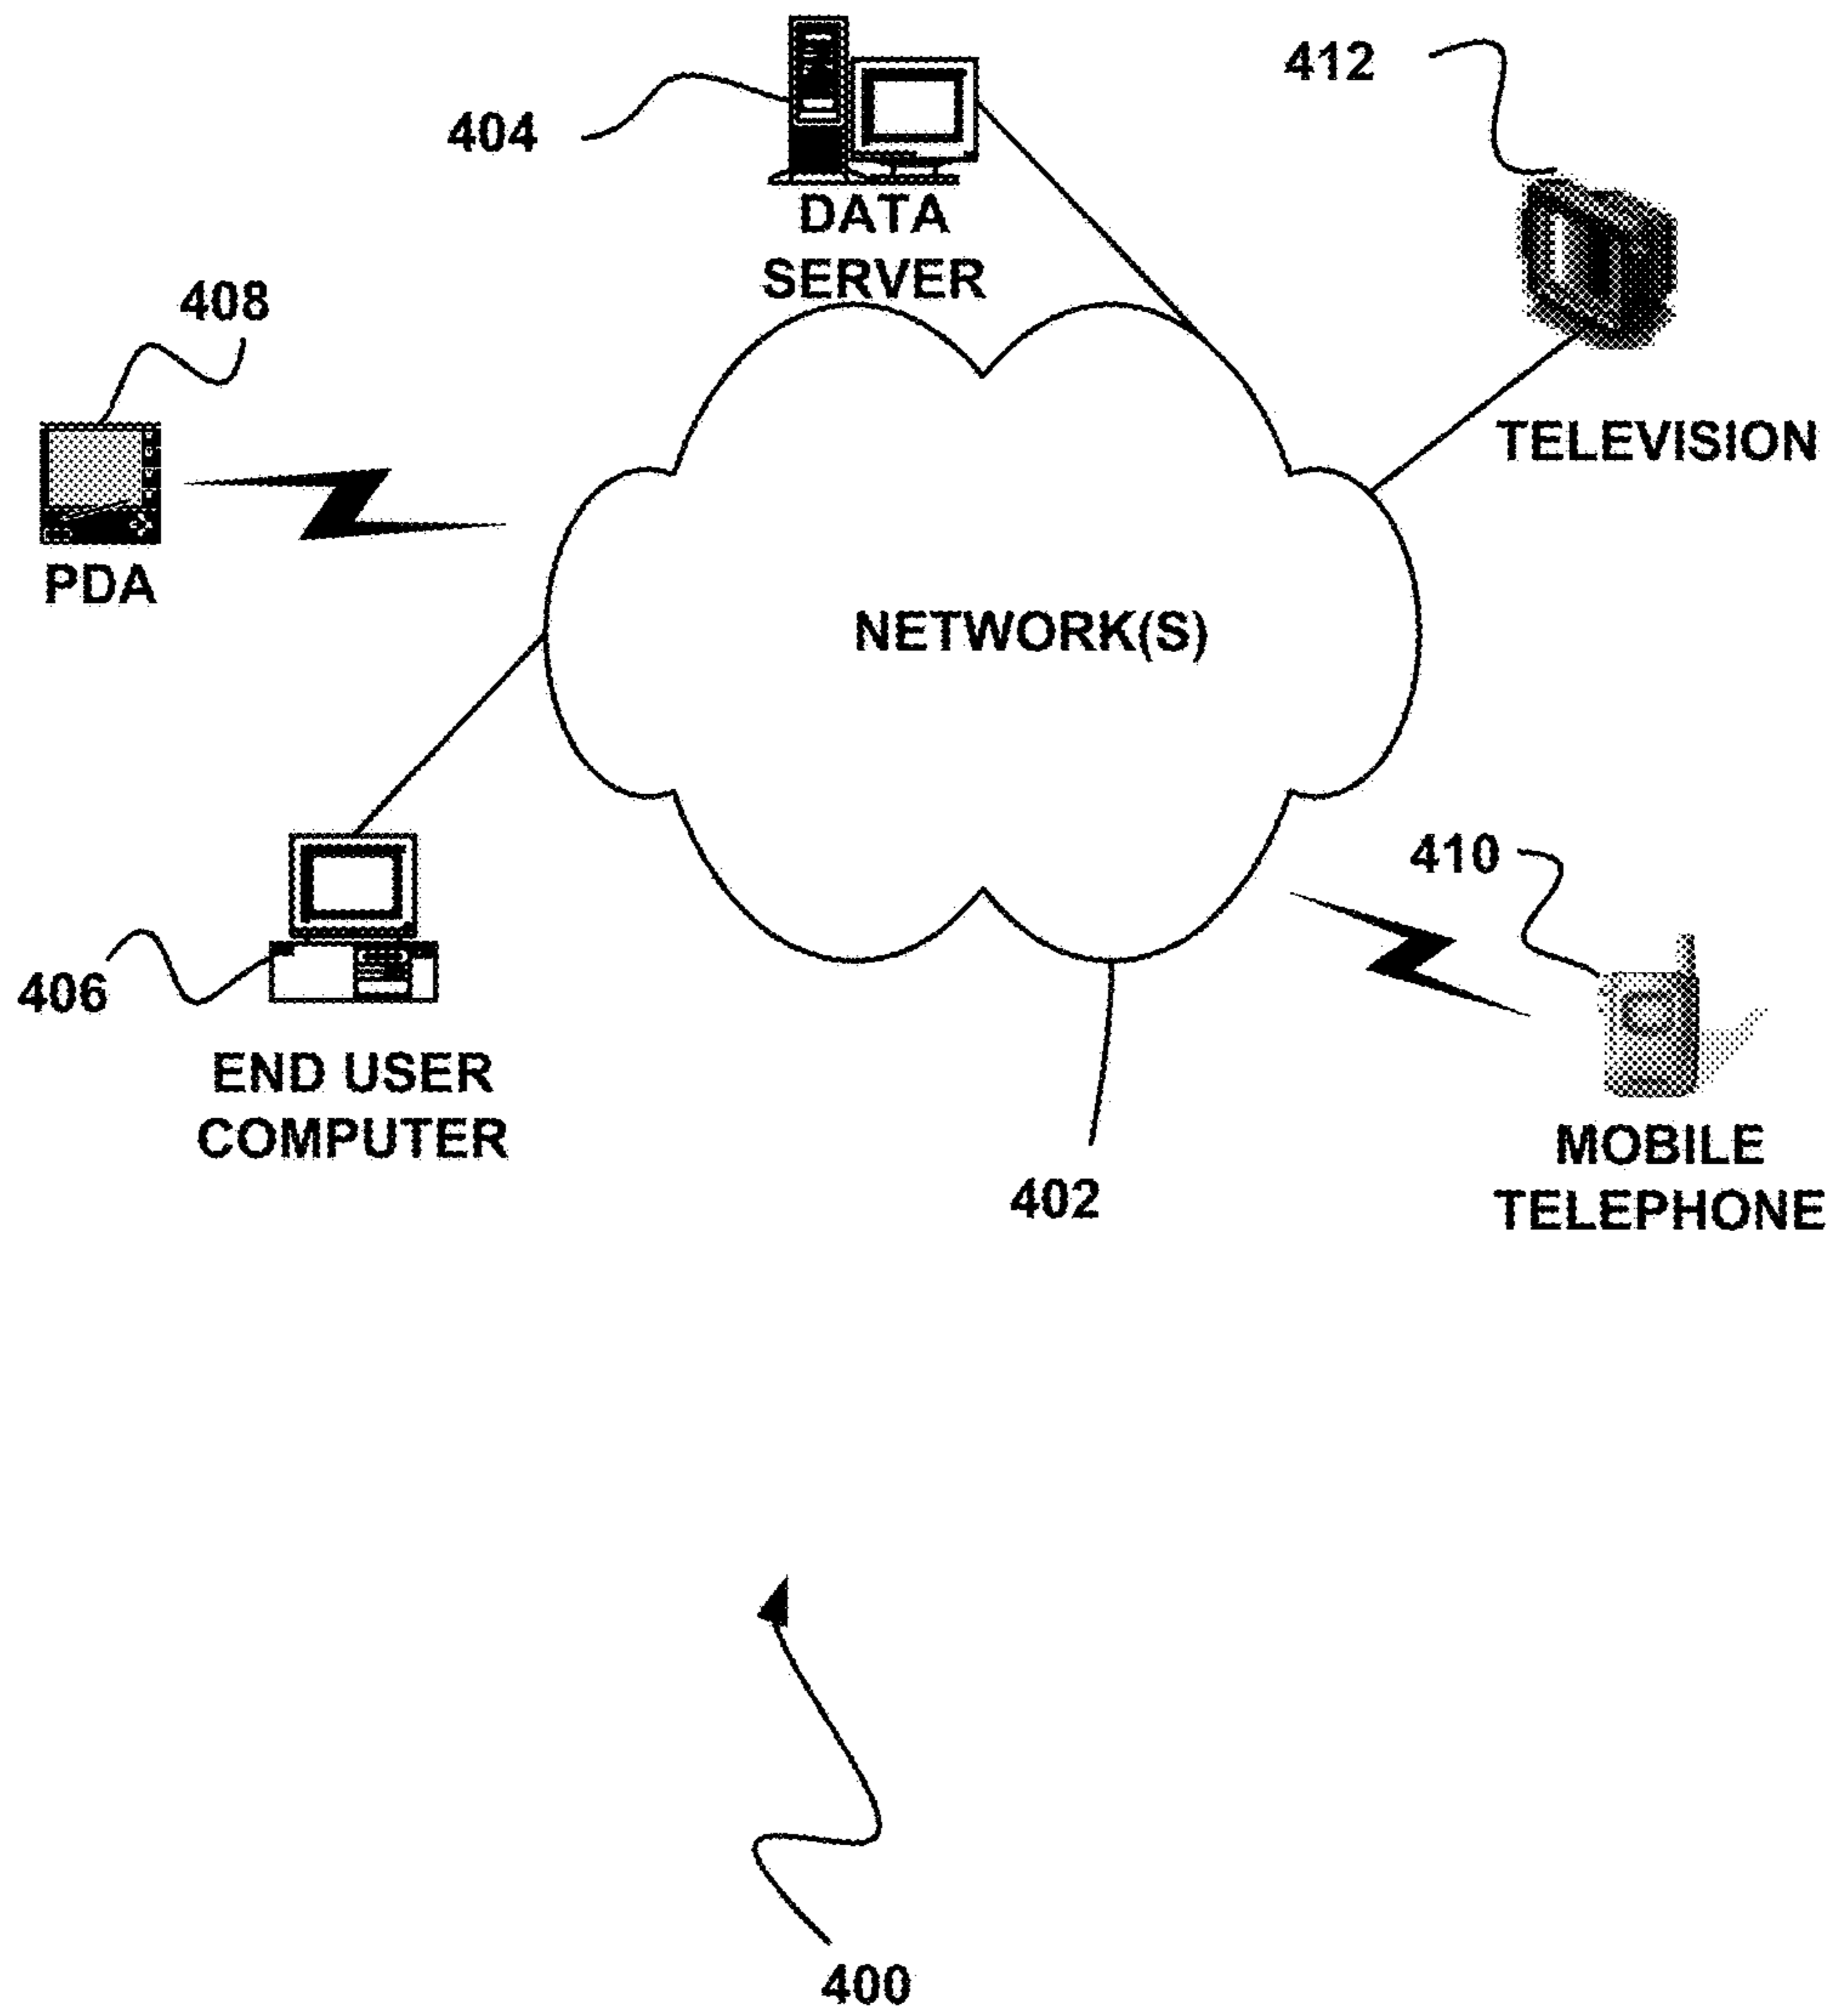 404
DATA
SERVER
412
TELEVISION
408
PDA
NETWORK(S)
406
END USER
COMPUTER
410
MOBILE
TELEPHONE
402
400